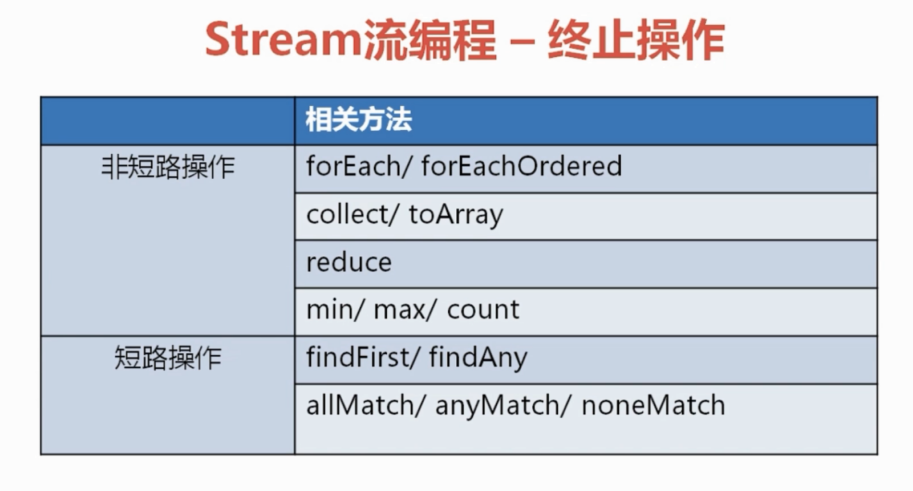 Stream流编程 – 终止操作
相关方法
非短路操作
forEach/ forEachOrdered
collect/ toArray
reduce
min/ max/ count
短路操作
findFirst/ findAny
allMatch/ anyMatch/ noneMatch